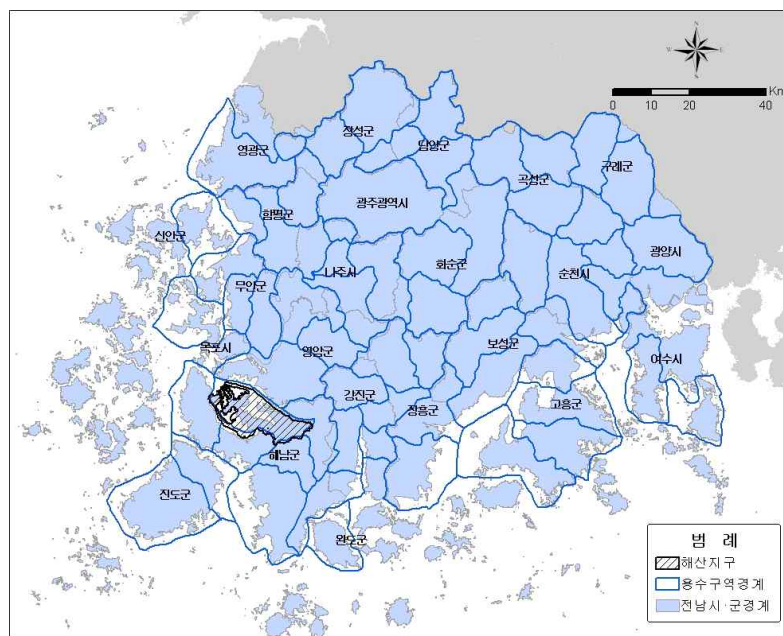 N
W E
S
Km
0 10 20 40
장성군
담양군
영광군
구례군
곡성군
함평군
광주광역시
신안군
광양시
나주시
화순군
순천시
무안군
목포시
영암군
보성군
여수시
강진군
장흥군
고흥군
해남군
진도군
완도군
범 례
해산지구
용수구역경계
전남시·군경계